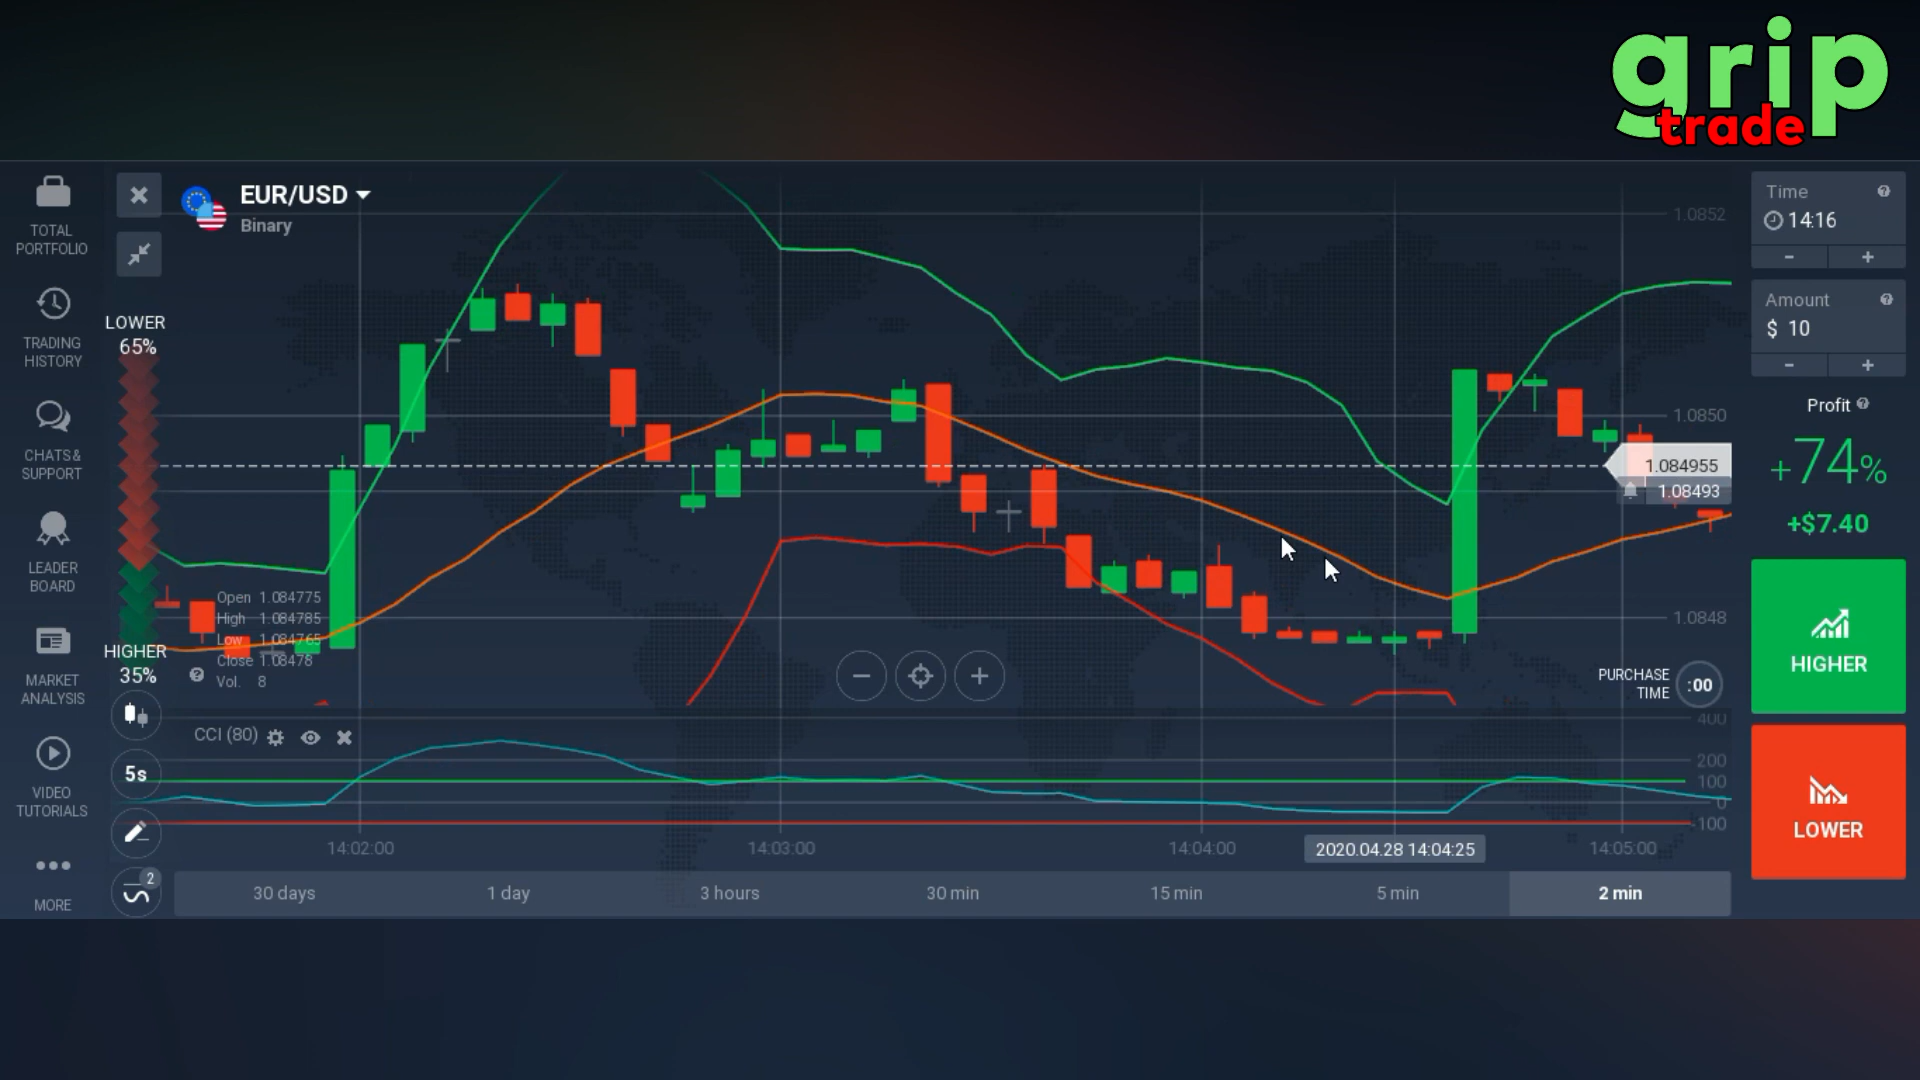 grip
trade
TOTAL
PORTFOLIO
TRADING
HISTORY
CHATS &
SUPPORT
LEADER
BOARD
MARKET
ANALYSIS
VIDEO
TUTORIALS
MORE
EUR/USD
Binary
LOWER
65%
HIGHER
35%
Open 1.084775
High 1.084785
Low 1.084765
Close 1.08478
Vol. 8
5s
2
CCI (80)
1.0852
1.0850
1.084955
1.08493
1.0848
PURCHASE
TIME
:00
400
200
100
0
-100
14:02:00
14:03:00
14:04:00
2020.04.28 14:04:25
14:05:00
30 days
1 day
3 hours
30 min
15 min
5 min
2 min
Time
14:16
- +
Amount
$ 10
- +
Profit
+74%
+$7.40
HIGHER
LOWER